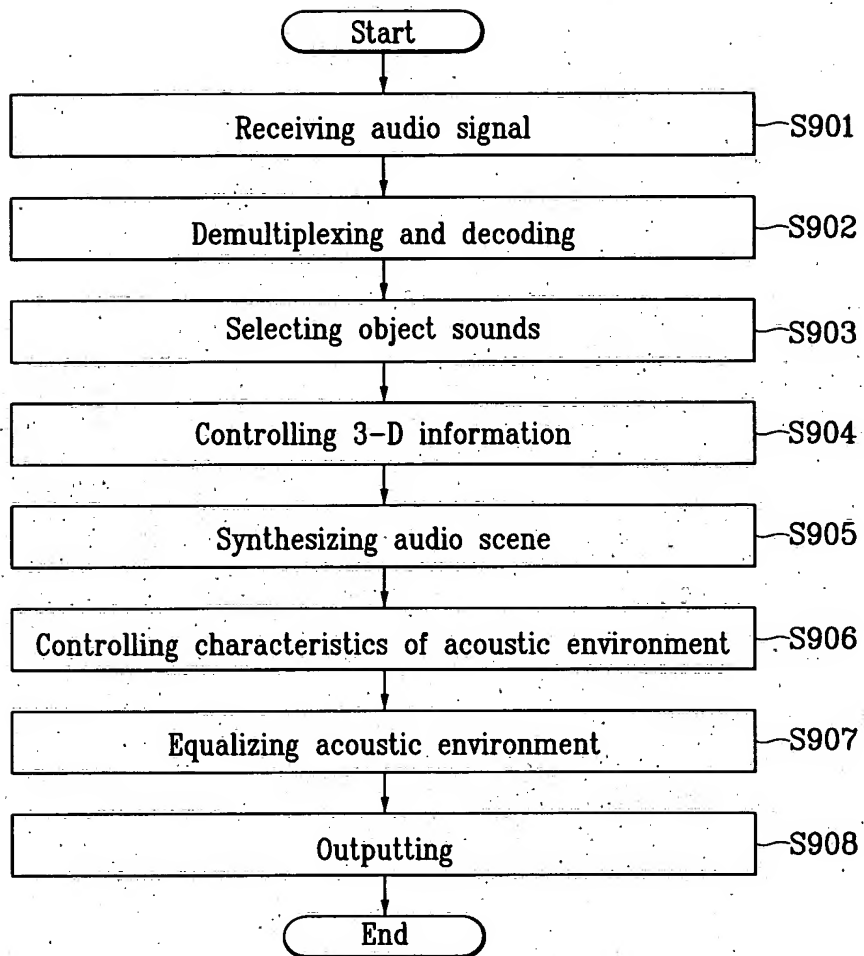 Start
Receiving audio signal S901
Demultiplexing and decoding S902
Selecting object sounds S903
Controlling 3-D information S904
Synthesizing audio scene S905
Controlling characteristics of acoustic environment S906
Equalizing acoustic environment S907
Outputting S908
End